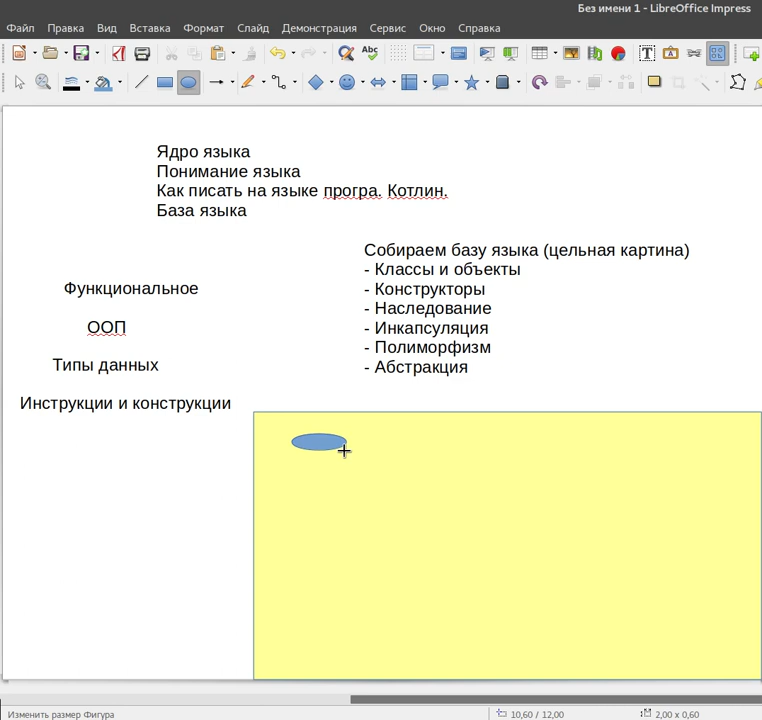 Без имени 1 - LibreOffice Impress
Файл Правка Вид Вставка Формат Слайд Демонстрация Сервис Окно Справка
Abc
T A
Ядро языка
Понимание языка
Как писать на языке програ. Котлин.
База языка
Собираем базу языка (цельная картина)
- Классы и объекты
- Конструкторы
- Наследование
- Инкапсуляция
- Полиморфизм
- Абстракция
Функциональное
ООП
Типы данных
Инструкции и конструкции
Изменить размер Фигура 10,60 / 12,00 2,00 x 0,60